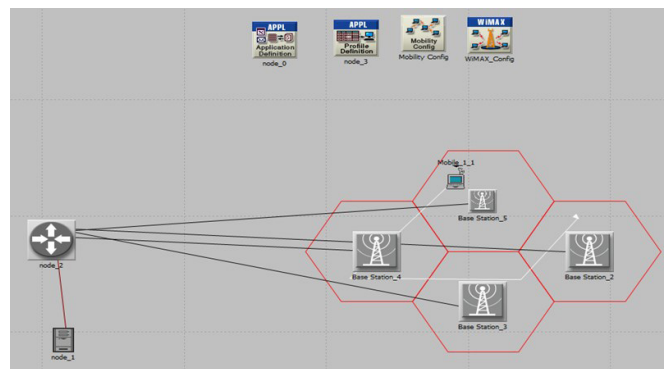 APPL
Application
Definition
node_0
APPL
Profile
Definition
node_3
Mobility
Config
Mobility Config
WiMAX
WiMAX_Config
Mobile_1_1
Base Station_5
node_2
Base Station_4
Base Station_2
Base Station_3
node_1